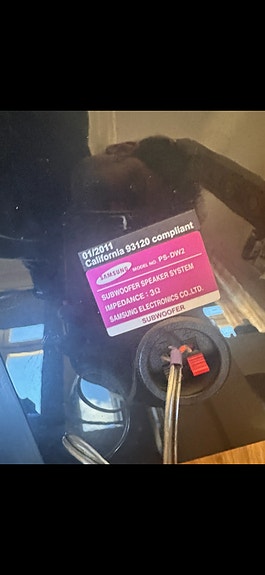 01/2011
California 93120 compliant
SAMSUNG MODEL NO. PS-DW2
SUBWOOFER SPEAKER SYSTEM
IMPEDANCE : 3Ω
SAMSUNG ELECTRONICS CO.,LTD.
SUBWOOFER